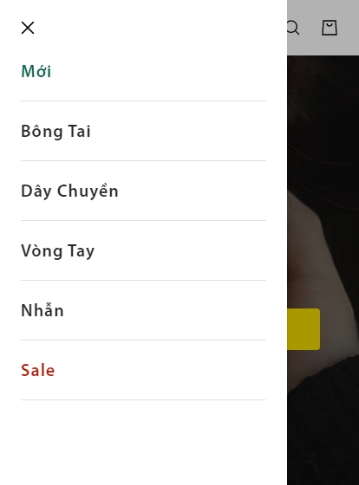 Mới
Bông Tai
Dây Chuyền
Vòng Tay
Nhẫn
Sale